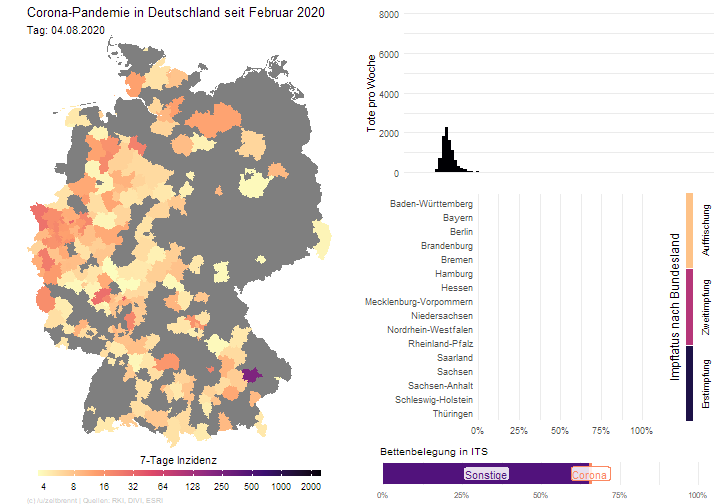 Corona-Pandemie in Deutschland seit Februar 2020
Tag: 04.08.2020
7-Tage Inzidenz
4 8 16 32 64 128 250 500 1000 2000
Quellen: RKI, DIVI, ESRI
Tote pro Woche
8000
6000
4000
2000
0
Baden-Württemberg
Bayern
Berlin
Brandenburg
Bremen
Hamburg
Hessen
Mecklenburg-Vorpommern
Niedersachsen
Nordrhein-Westfalen
Rheinland-Pfalz
Saarland
Sachsen
Sachsen-Anhalt
Schleswig-Holstein
Thüringen
0% 25% 50% 75% 100%
Impfstatus nach Bundesland
Auffrischung
Zweitimpfung
Erstimpfung
Bettenbelegung in ITS
Sonstige
Corona
0% 25% 50% 75% 100%